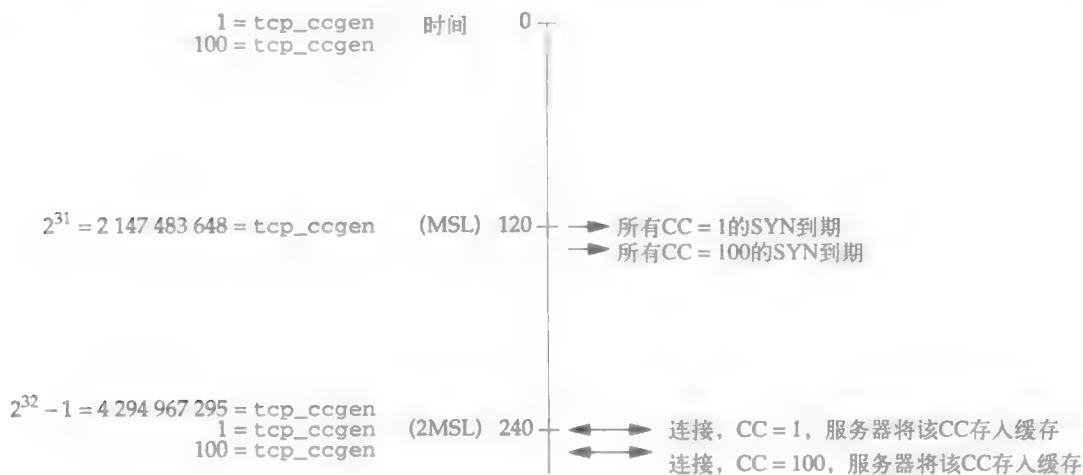 1 = tcp_ccgen 时间 0
100 = tcp_ccgen
2^31 = 2 147 483 648 = tcp_ccgen (MSL) 120 所有CC = 1的SYN到期
所有CC = 100的SYN到期
2^32 − 1 = 4 294 967 295 = tcp_ccgen
1 = tcp_ccgen (2MSL) 240 连接，CC = 1，服务器将该CC存入缓存
100 = tcp_ccgen 连接，CC = 100，服务器将该CC存入缓存